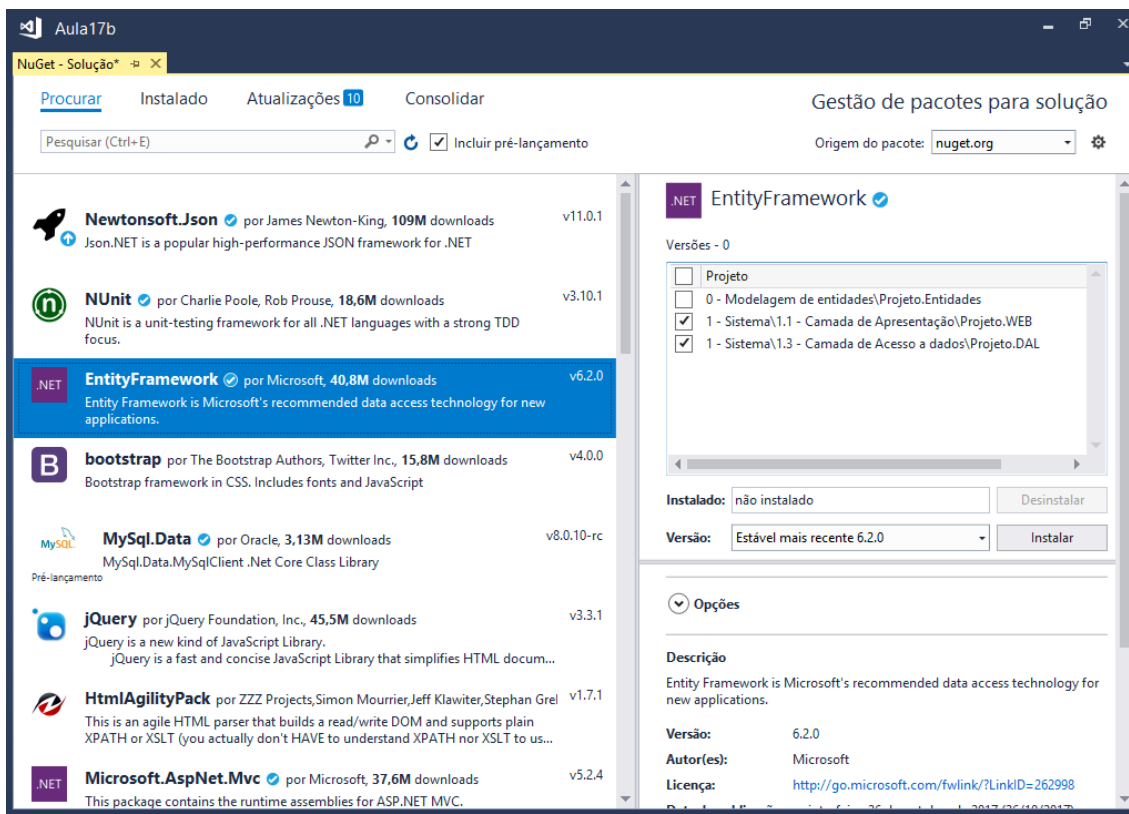 Aula17b
NuGet - Solução*
Procurar Instalado Atualizações 10 Consolidar
Gestão de pacotes para solução
Pesquisar (Ctrl+E)
Incluir pré-lançamento
Origem do pacote: nuget.org
Newtonsoft.Json por James Newton-King, 109M downloads v11.0.1
Json.NET is a popular high-performance JSON framework for .NET
NUnit por Charlie Poole, Rob Prouse, 18,6M downloads v3.10.1
NUnit is a unit-testing framework for all .NET languages with a strong TDD
focus.
.NET
EntityFramework por Microsoft, 40,8M downloads v6.2.0
Entity Framework is Microsoft's recommended data access technology for new
applications.
B
bootstrap por The Bootstrap Authors, Twitter Inc., 15,8M downloads v4.0.0
Bootstrap framework in CSS. Includes fonts and JavaScript
MySQL
MySql.Data por Oracle, 3,13M downloads v8.0.10-rc
MySql.Data.MySqlClient .Net Core Class Library
Pré-lançamento
jQuery por jQuery Foundation, Inc., 45,5M downloads v3.3.1
jQuery is a new kind of JavaScript Library.
jQuery is a fast and concise JavaScript Library that simplifies HTML docum...
HtmlAgilityPack por ZZZ Projects,Simon Mourrier,Jeff Klawiter,Stephan Grel v1.7.1
This is an agile HTML parser that builds a read/write DOM and supports plain
XPATH or XSLT (you actually don't HAVE to understand XPATH nor XSLT to us...
.NET
Microsoft.AspNet.Mvc por Microsoft, 37,6M downloads v5.2.4
This package contains the runtime assemblies for ASP.NET MVC.
.NET
EntityFramework
Versões - 0
Projeto
0 - Modelagem de entidades\Projeto.Entidades
1 - Sistema\1.1 - Camada de Apresentação\Projeto.WEB
1 - Sistema\1.3 - Camada de Acesso a dados\Projeto.DAL
Instalado: não instalado Desinstalar
Versão: Estável mais recente 6.2.0 Instalar
Opções
Descrição
Entity Framework is Microsoft's recommended data access technology for
new applications.
Versão: 6.2.0
Autor(es): Microsoft
Licença: http://go.microsoft.com/fwlink/?LinkID=262998